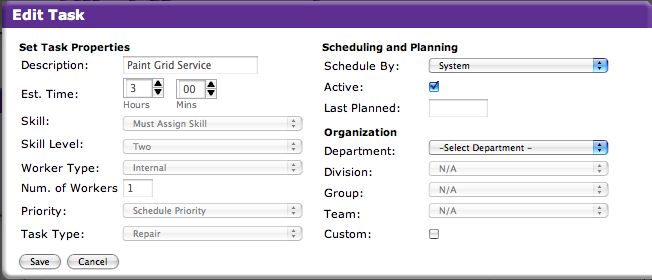 Edit Task
Set Task Properties
Description: Paint Grid Service
Est. Time: 3 00
Hours Mins
Skill: Must Assign Skill
Skill Level: Two
Worker Type: Internal
Num. of Workers 1
Priority: Schedule Priority
Task Type: Repair
Save Cancel
Scheduling and Planning
Schedule By: System
Active:
Last Planned:
Organization
Department: -Select Department -
Division: N/A
Group: N/A
Team: N/A
Custom: